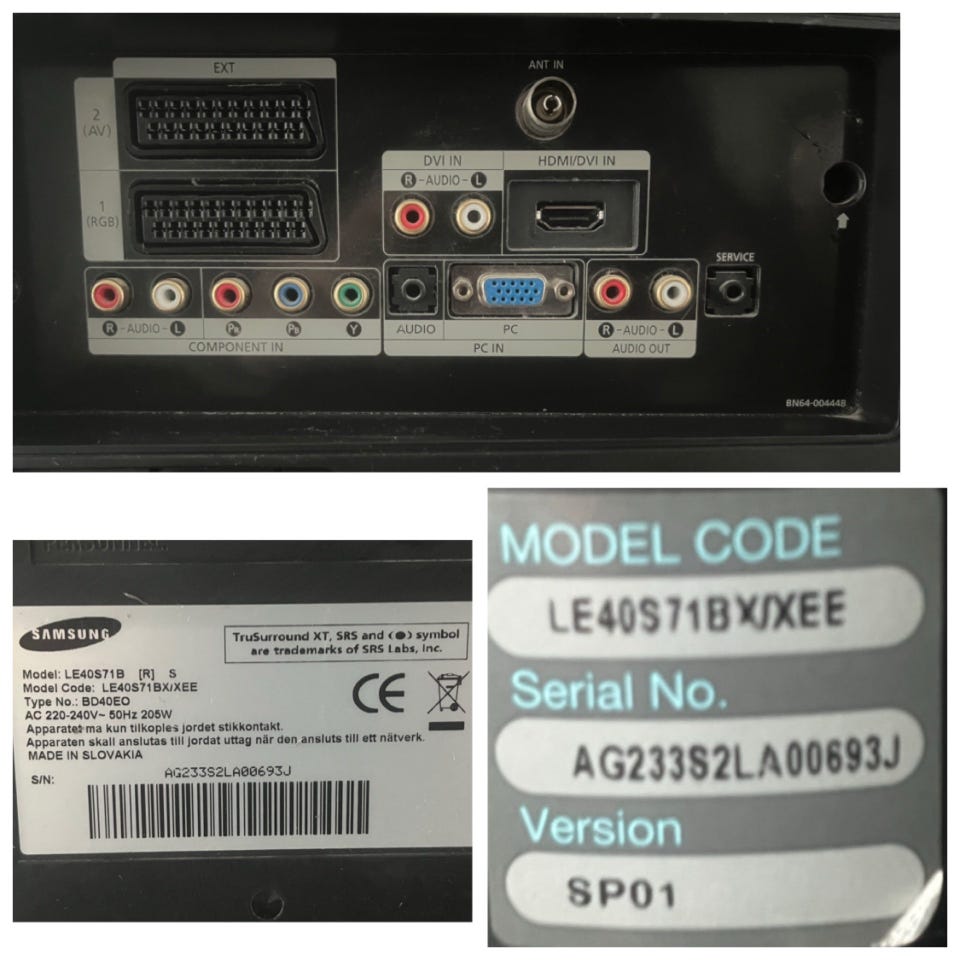 EXT
2
(AV)
1
(RGB)
ANT IN
DVI IN
R - AUDIO - L
HDMI/DVI IN
SERVICE
R - AUDIO - L
PR
PB
Y
COMPONENT IN
AUDIO
PC
PC IN
R - AUDIO - L
AUDIO OUT
BN64-00444B
PERSONNEL.
SAMSUNG
TruSurround XT, SRS and (●) symbol
are trademarks of SRS Labs, Inc.
Model: LE40S71B [R] S
Model Code: LE40S71BX/XEE
Type No.: BD40EO
AC 220-240V~ 50Hz 205W
CE
Apparatet ma kun tilkoples jordet stikkontakt.
Apparaten skall anslutas till jordat uttag när den ansluts till ett nätverk.
MADE IN SLOVAKIA
S/N:
AG233S2LA00693J
MODEL CODE
LE40S71BX/XEE
Serial No.
AG233S2LA00693J
Version
SP01